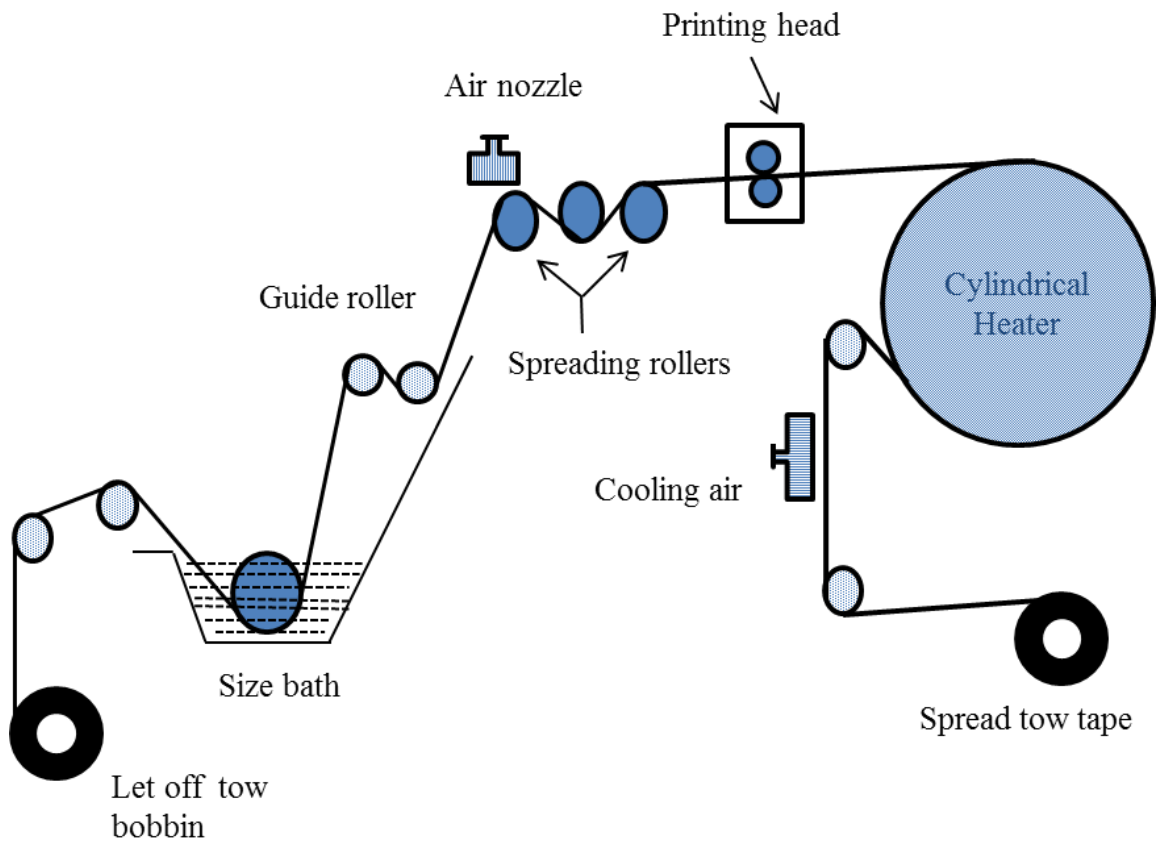 Printing head
Air nozzle
Guide roller
Cylindrical
Heater
Spreading rollers
Cooling air
Size bath
Spread tow tape
Let off tow
bobbin